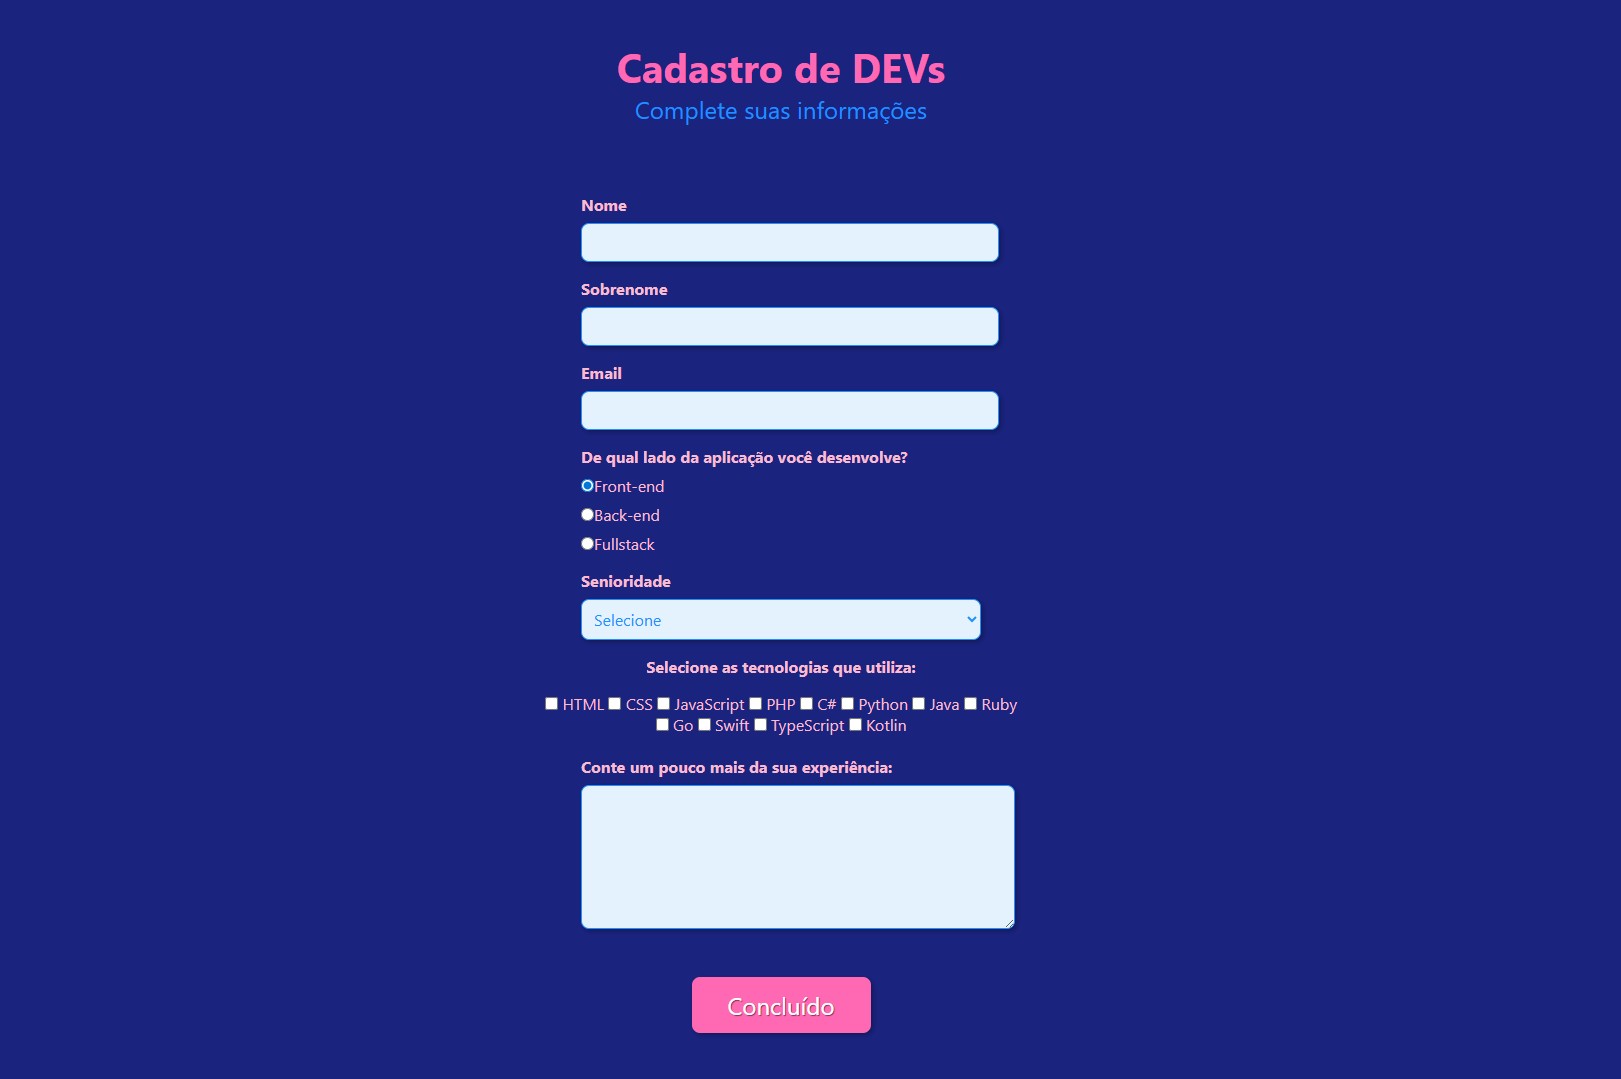 Cadastro de DEVs
Complete suas informações
Nome
Sobrenome
Email
De qual lado da aplicação você desenvolve?
Front-end
Back-end
Fullstack
Senioridade
Selecione
Selecione as tecnologias que utiliza:
HTML CSS JavaScript PHP C# Python Java Ruby
Go Swift TypeScript Kotlin
Conte um pouco mais da sua experiência:
Concluído